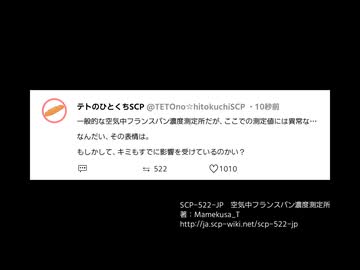 テトのひとくちSCP @TETOno☆hitokuchiSCP ・10秒前
一般的な空気中フランスパン濃度測定所だが、ここでの測定値には異常な…
なんだい、その表情は。
もしかして、キミもすでに影響を受けているのかい？
522 1010
SCP-522-JP 空気中フランスパン濃度測定所
著：Mamekusa_T
http://ja.scp-wiki.net/scp-522-jp